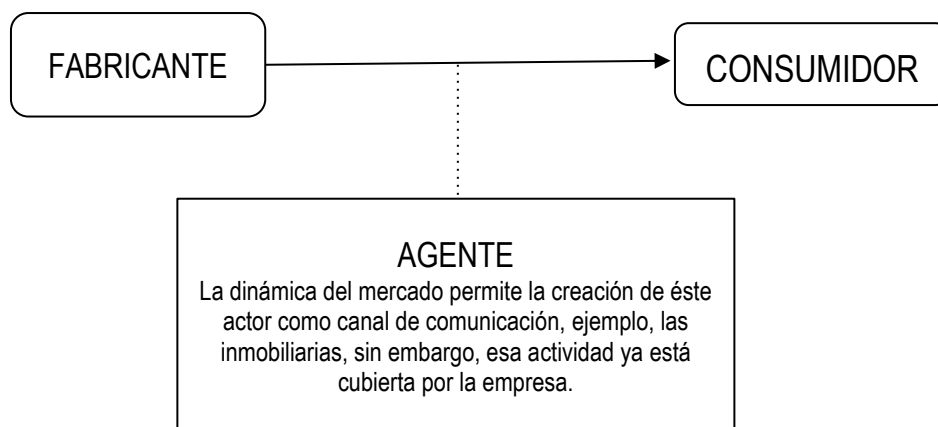 FABRICANTE
CONSUMIDOR
AGENTE
La dinámica del mercado permite la creación de éste
actor como canal de comunicación, ejemplo, las
inmobiliarias, sin embargo, esa actividad ya está
cubierta por la empresa.